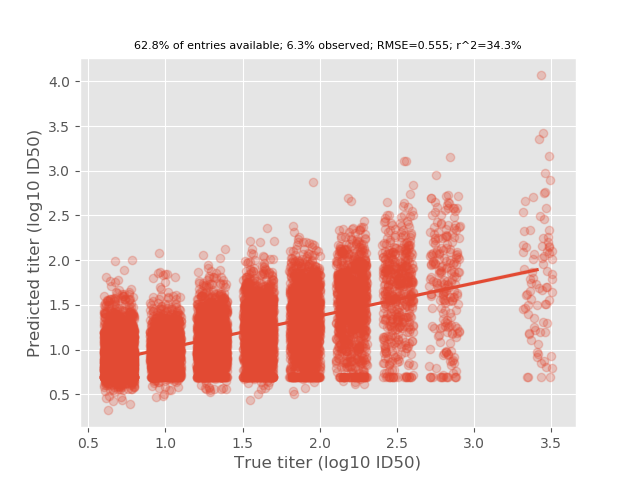 62.8% of entries available; 6.3% observed; RMSE=0.555; r^2=34.3%
4.0
3.5
3.0
2.5
2.0
1.5
1.0
0.5
Predicted titer (log10 ID50)
0.5 1.0 1.5 2.0 2.5 3.0 3.5
True titer (log10 ID50)